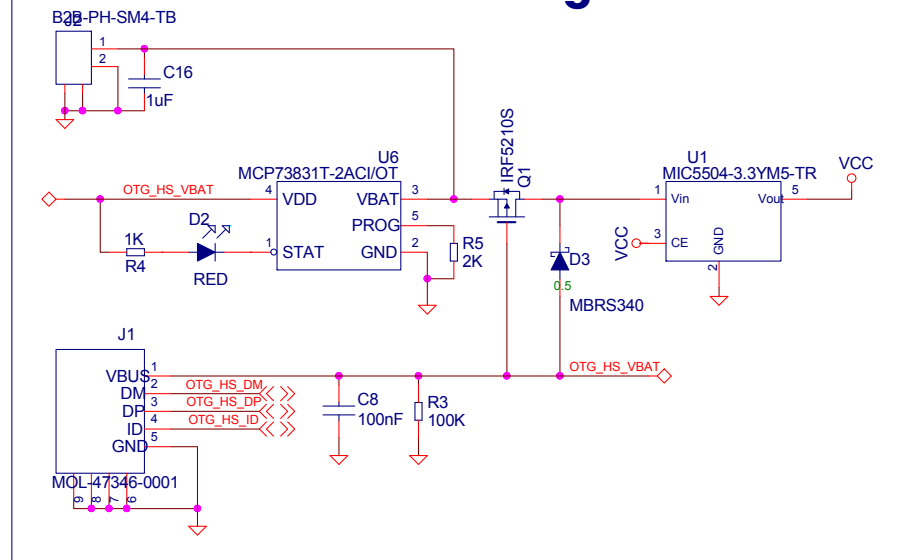 g
B2B-PH-SM4-TB
J2
1
2
C16
1uF
U6
MCP73831T-2ACI/OT
OTG_HS_VBAT
4
VDD
VBAT
3
PROG
5
D2
1K
R4
RED
1
STAT
GND
2
R5
2K
IRF5210S
Q1
U1
MIC5504-3.3YM5-TR
VCC
1
Vin
Vout
5
VCC
3
CE
GND
2
D3
0.5
MBRS340
J1
VBUS
1
OTG_HS_VBAT
DM
2
OTG_HS_DM
DP
3
OTG_HS_DP
ID
4
OTG_HS_ID
GND
5
C8
100nF
R3
100K
MOL-47346-0001
9
8
7
6